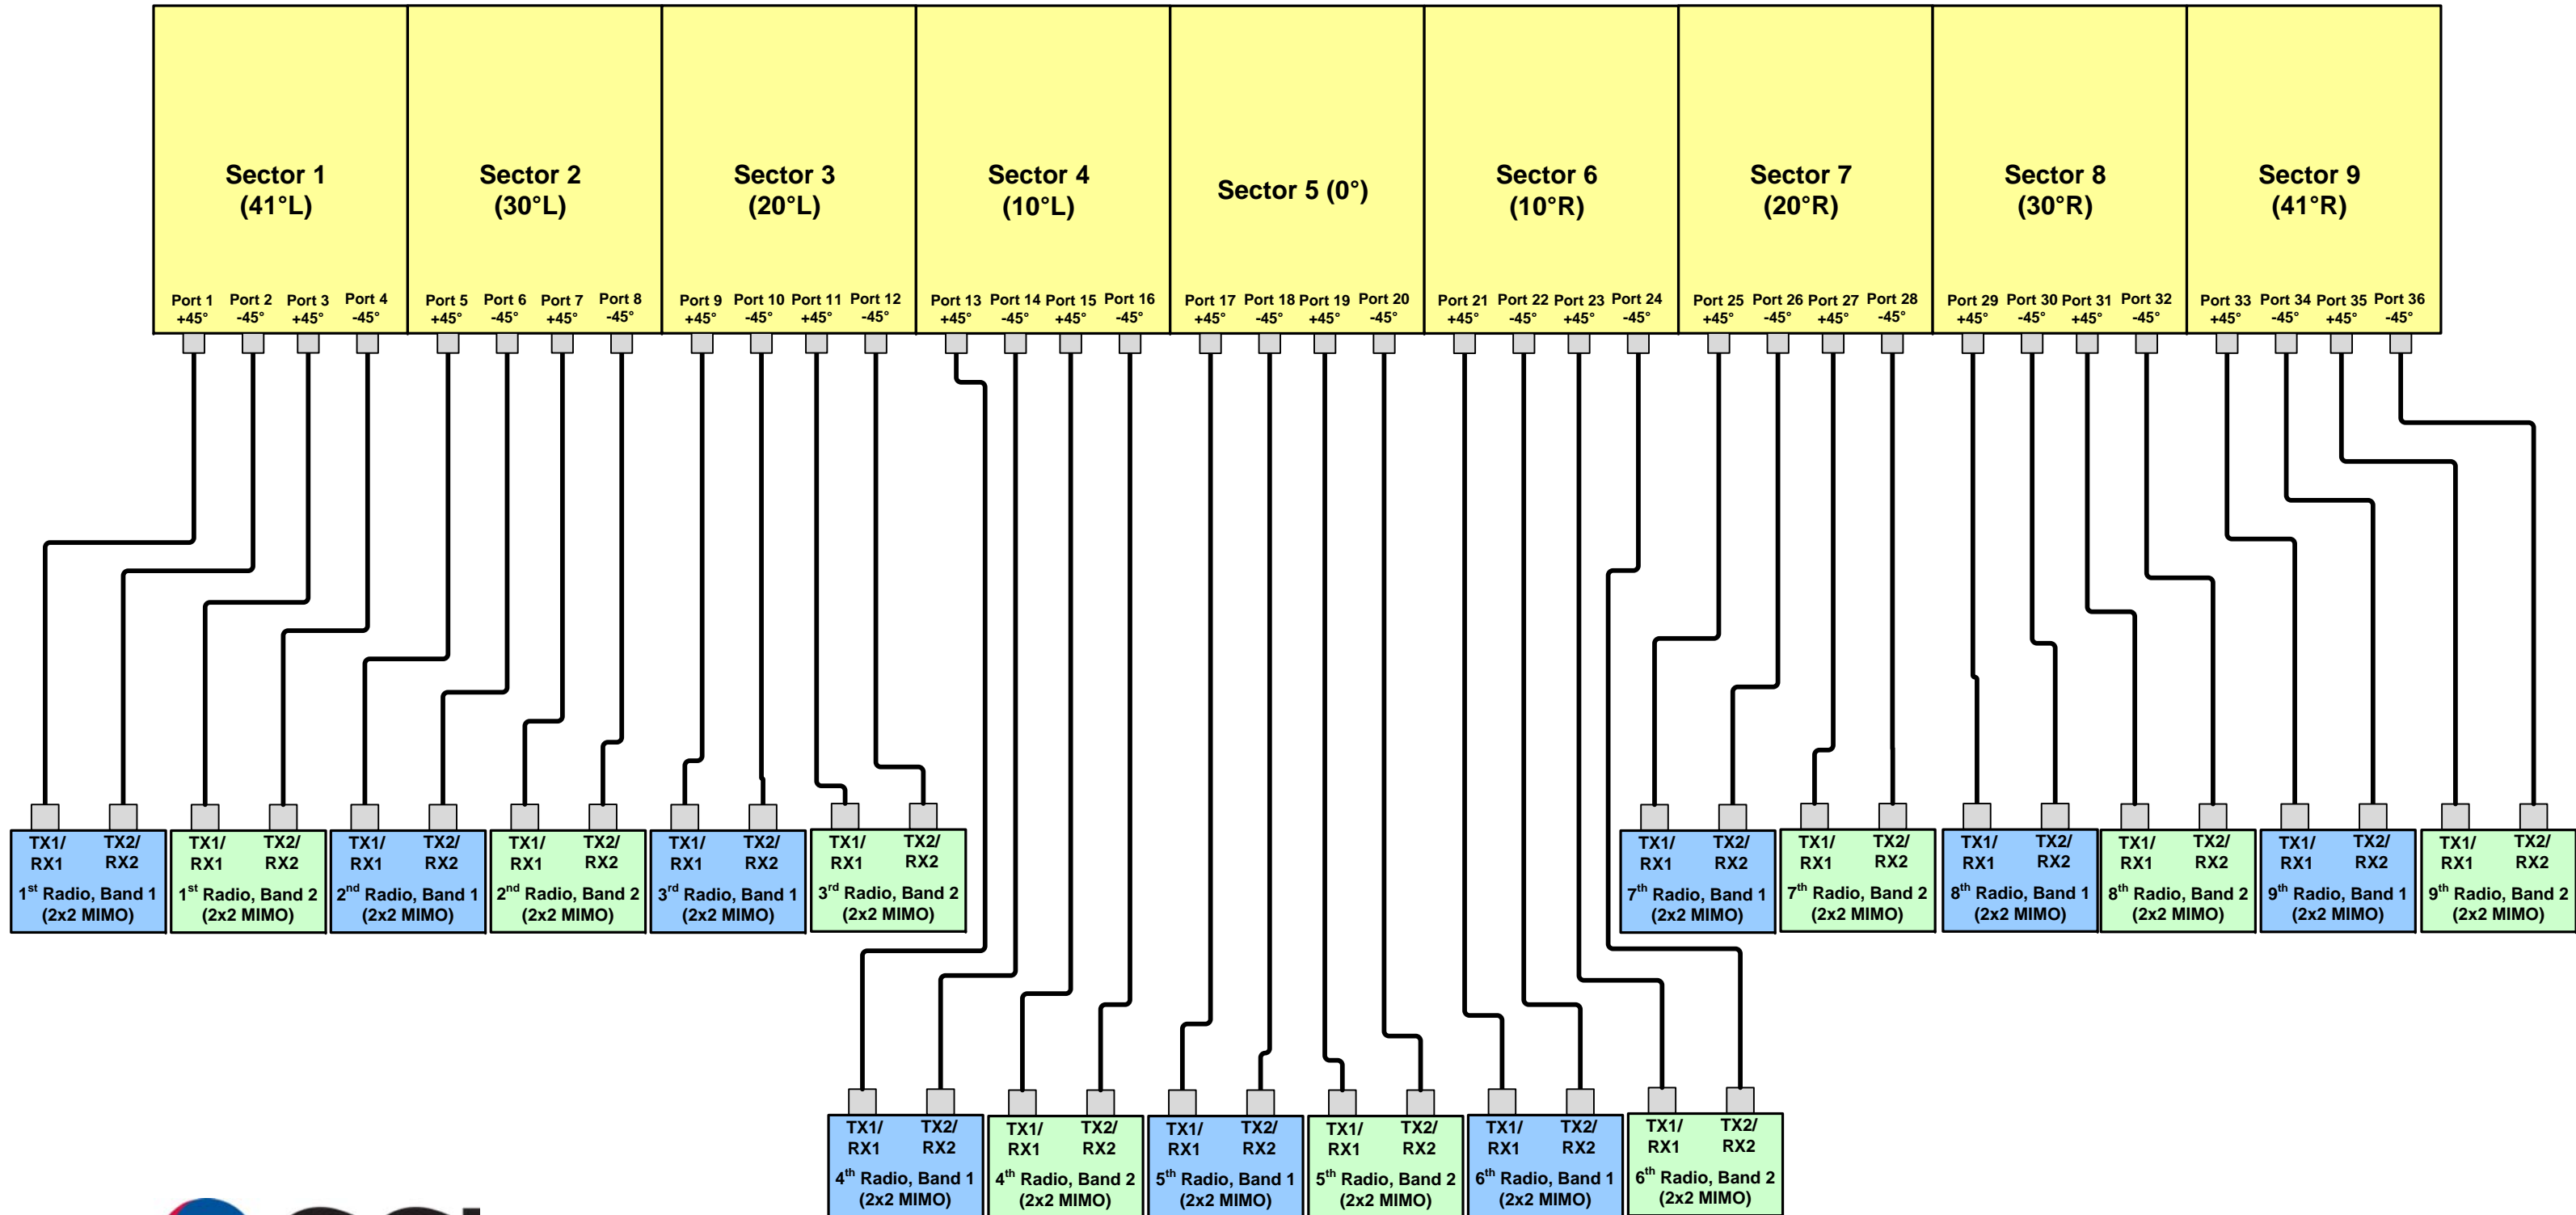 Sector 1
(41°L)
Sector 2
(30°L)
Sector 3
(20°L)
Sector 4
(10°L)
Sector 5 (0°)
Sector 6
(10°R)
Sector 7
(20°R)
Sector 8
(30°R)
Sector 9
(41°R)
Port 1 Port 2 Port 3 Port 4
+45° -45° +45° -45°
Port 5 Port 6 Port 7 Port 8
+45° -45° +45° -45°
Port 9 Port 10 Port 11 Port 12
+45° -45° +45° -45°
Port 13 Port 14 Port 15 Port 16
+45° -45° +45° -45°
Port 17 Port 18 Port 19 Port 20
+45° -45° +45° -45°
Port 21 Port 22 Port 23 Port 24
+45° -45° +45° -45°
Port 25 Port 26 Port 27 Port 28
+45° -45° +45° -45°
Port 29 Port 30 Port 31 Port 32
+45° -45° +45° -45°
Port 33 Port 34 Port 35 Port 36
+45° -45° +45° -45°
TX1/ TX2/
RX1 RX2
1st Radio, Band 1
(2x2 MIMO)
TX1/ TX2/
RX1 RX2
1st Radio, Band 2
(2x2 MIMO)
TX1/ TX2/
RX1 RX2
2nd Radio, Band 1
(2x2 MIMO)
TX1/ TX2/
RX1 RX2
2nd Radio, Band 2
(2x2 MIMO)
TX1/ TX2/
RX1 RX2
3rd Radio, Band 1
(2x2 MIMO)
TX1/ TX2/
RX1 RX2
3rd Radio, Band 2
(2x2 MIMO)
TX1/ TX2/
RX1 RX2
7th Radio, Band 1
(2x2 MIMO)
TX1/ TX2/
RX1 RX2
7th Radio, Band 2
(2x2 MIMO)
TX1/ TX2/
RX1 RX2
8th Radio, Band 1
(2x2 MIMO)
TX1/ TX2/
RX1 RX2
8th Radio, Band 2
(2x2 MIMO)
TX1/ TX2/
RX1 RX2
9th Radio, Band 1
(2x2 MIMO)
TX1/ TX2/
RX1 RX2
9th Radio, Band 2
(2x2 MIMO)
TX1/ TX2/
RX1 RX2
4th Radio, Band 1
(2x2 MIMO)
TX1/ TX2/
RX1 RX2
4th Radio, Band 2
(2x2 MIMO)
TX1/ TX2/
RX1 RX2
5th Radio, Band 1
(2x2 MIMO)
TX1/ TX2/
RX1 RX2
5th Radio, Band 2
(2x2 MIMO)
TX1/ TX2/
RX1 RX2
6th Radio, Band 1
(2x2 MIMO)
TX1/ TX2/
RX1 RX2
6th Radio, Band 2
(2x2 MIMO)